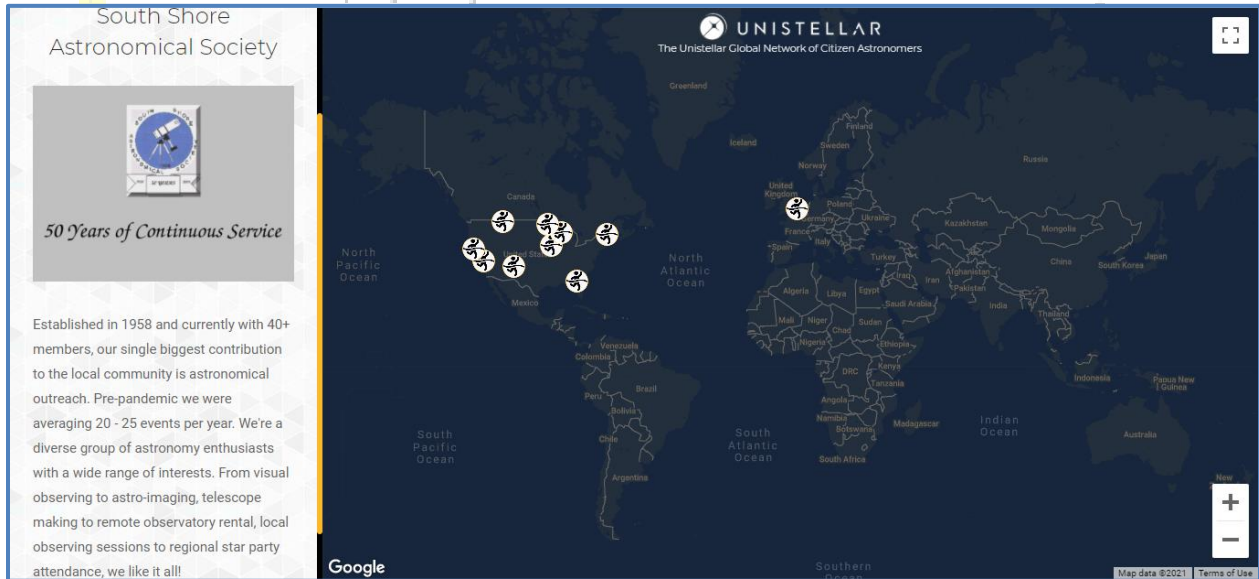 South Shore
Astronomical Society
50 Years of Continuous Service
Established in 1958 and currently with 40+
members, our single biggest contribution
to the local community is astronomical
outreach. Pre-pandemic we were
averaging 20 - 25 events per year. We're a
diverse group of astronomy enthusiasts
with a wide range of interests. From visual
observing to astro-imaging, telescope
making to remote observatory rental, local
observing sessions to regional star party
attendance, we like it all!
UNISTELLAR
The Unistellar Global Network of Citizen Astronomers
Greenland
Iceland
Finland
Sweden
Norway
Russia
United
Kingdom
Canada
Poland
Germany
Ukraine
France
Kazakhstan
Mongolia
Italy
Spain
Turkey
United States
North
Pacific
Ocean
North
Atlantic
Ocean
China
South Korea
Japan
Iraq
Iran
Afghanistan
Pakistan
Algeria
Libya
Egypt
Saudi Arabia
India
Mexico
Thailand
Mali
Niger
Chad
Sudan
Nigeria
Ethiopia
Venezuela
Colombia
Kenya
DRC
Tanzania
Indonesia
Papua New
Guinea
Brazil
Peru
Bolivia
Angola
Namibia
Botswana
Madagascar
South
Pacific
Ocean
Chile
South
Atlantic
Ocean
Indian
Ocean
Australia
South Africa
Argentina
New
Southern
Ocean
Google
Map data ©2021
Terms of Use